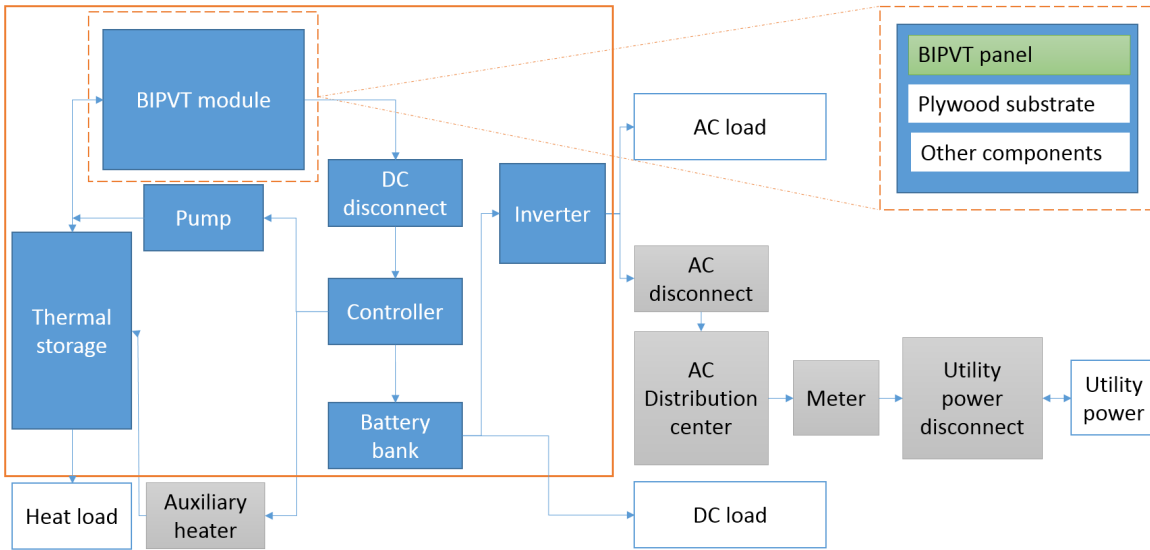 BIPVT module
BIPVT panel
Plywood substrate
Other components
AC load
DC
disconnect
Inverter
Pump
Thermal
storage
Controller
AC
disconnect
AC
Distribution
center
Meter
Utility
power
disconnect
Utility
power
Battery
bank
Heat load
Auxiliary
heater
DC load